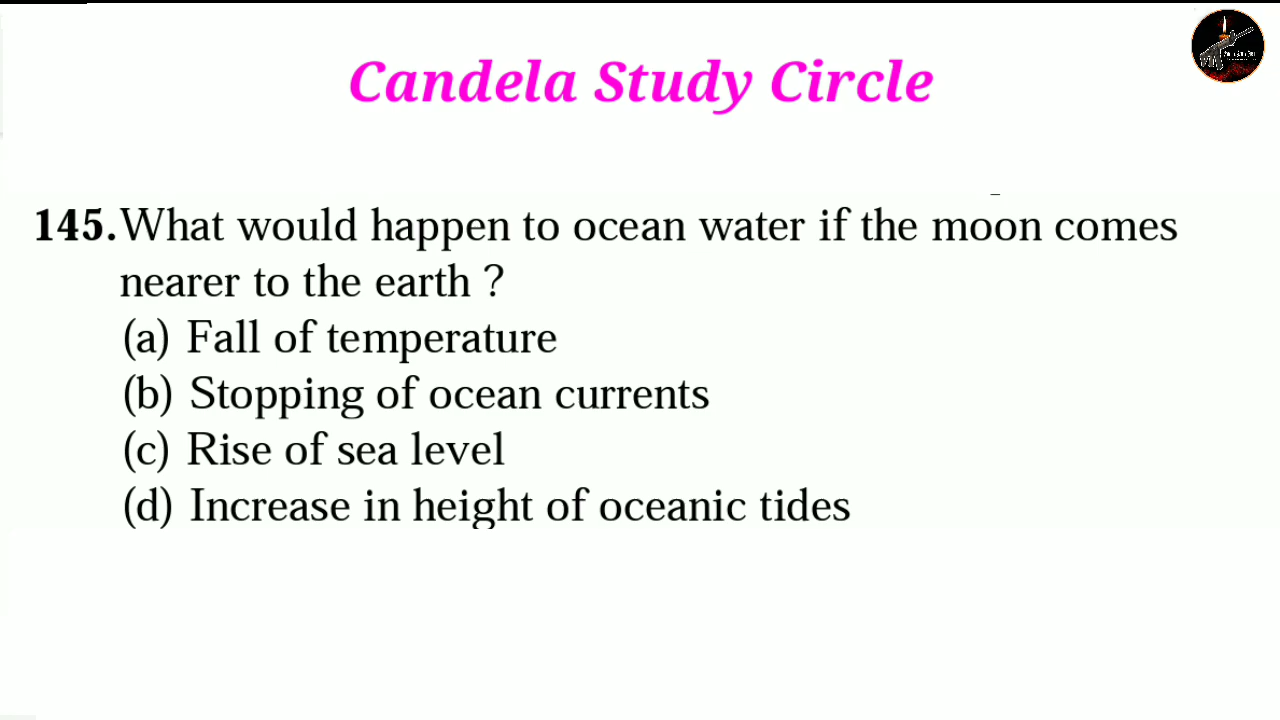 Candela Study Circle
145. What would happen to ocean water if the moon comes
nearer to the earth ?
(a) Fall of temperature
(b) Stopping of ocean currents
(c) Rise of sea level
(d) Increase in height of oceanic tides